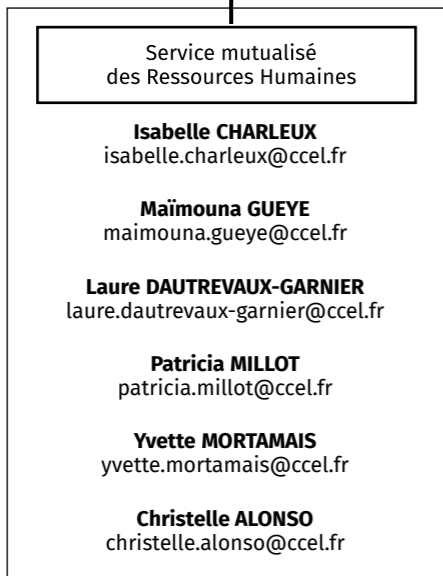 Service mutualisé
des Ressources Humaines
Isabelle CHARLEUX
isabelle.charleux@ccel.fr
Maïmouna GUEYE
maimouna.gueye@ccel.fr
Laure DAUTREVAUX-GARNIER
laure.dautrevaux-garnier@ccel.fr
Patricia MILLOT
patricia.millot@ccel.fr
Yvette MORTAMAIS
yvette.mortamais@ccel.fr
Christelle ALONSO
christelle.alonso@ccel.fr